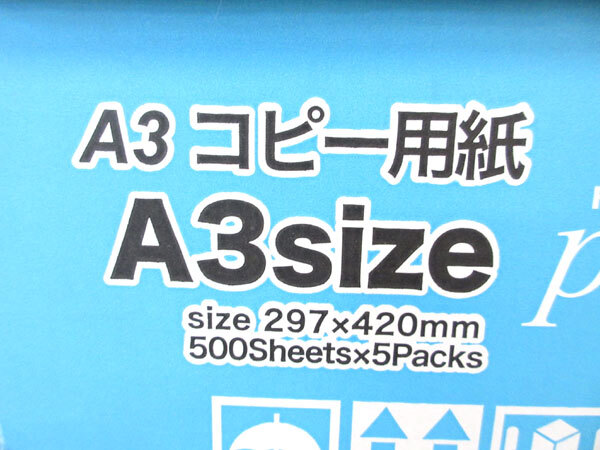 A3 コピー用紙
A3size
size 297×420mm
500Sheets×5Packs